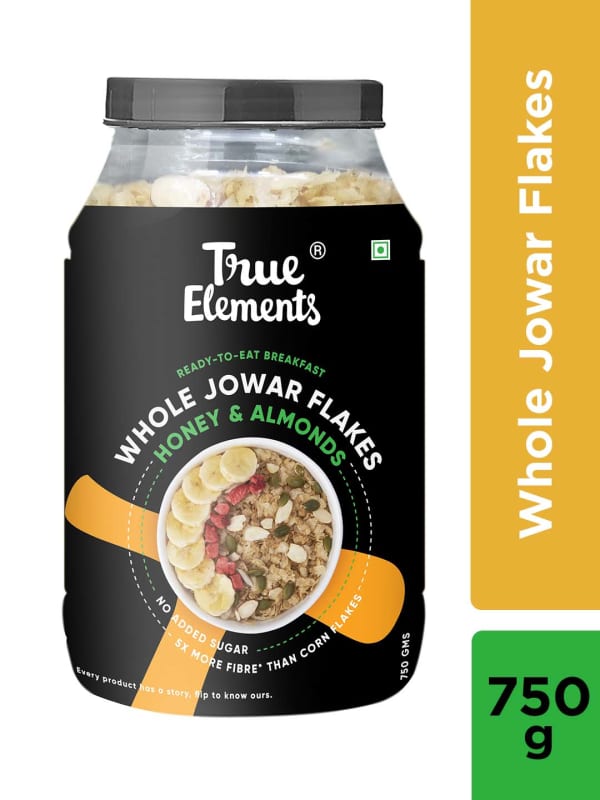 True
Elements
®
READY-TO-EAT BREAKFAST
WHOLE JOWAR FLAKES
HONEY & ALMONDS
NO ADDED SUGAR
5X MORE FIBRE* THAN CORN FLAKES
Every product has a story, flip to know ours.
750 GMS
Whole Jowar Flakes
750
g